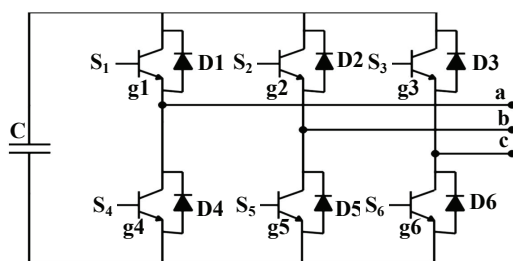 S₁ D1 S₂ D2 S₃ D3
g1 g2 g3
a
b
c
C
S₄ D4 S₅ D5 S₆ D6
g4 g5 g6